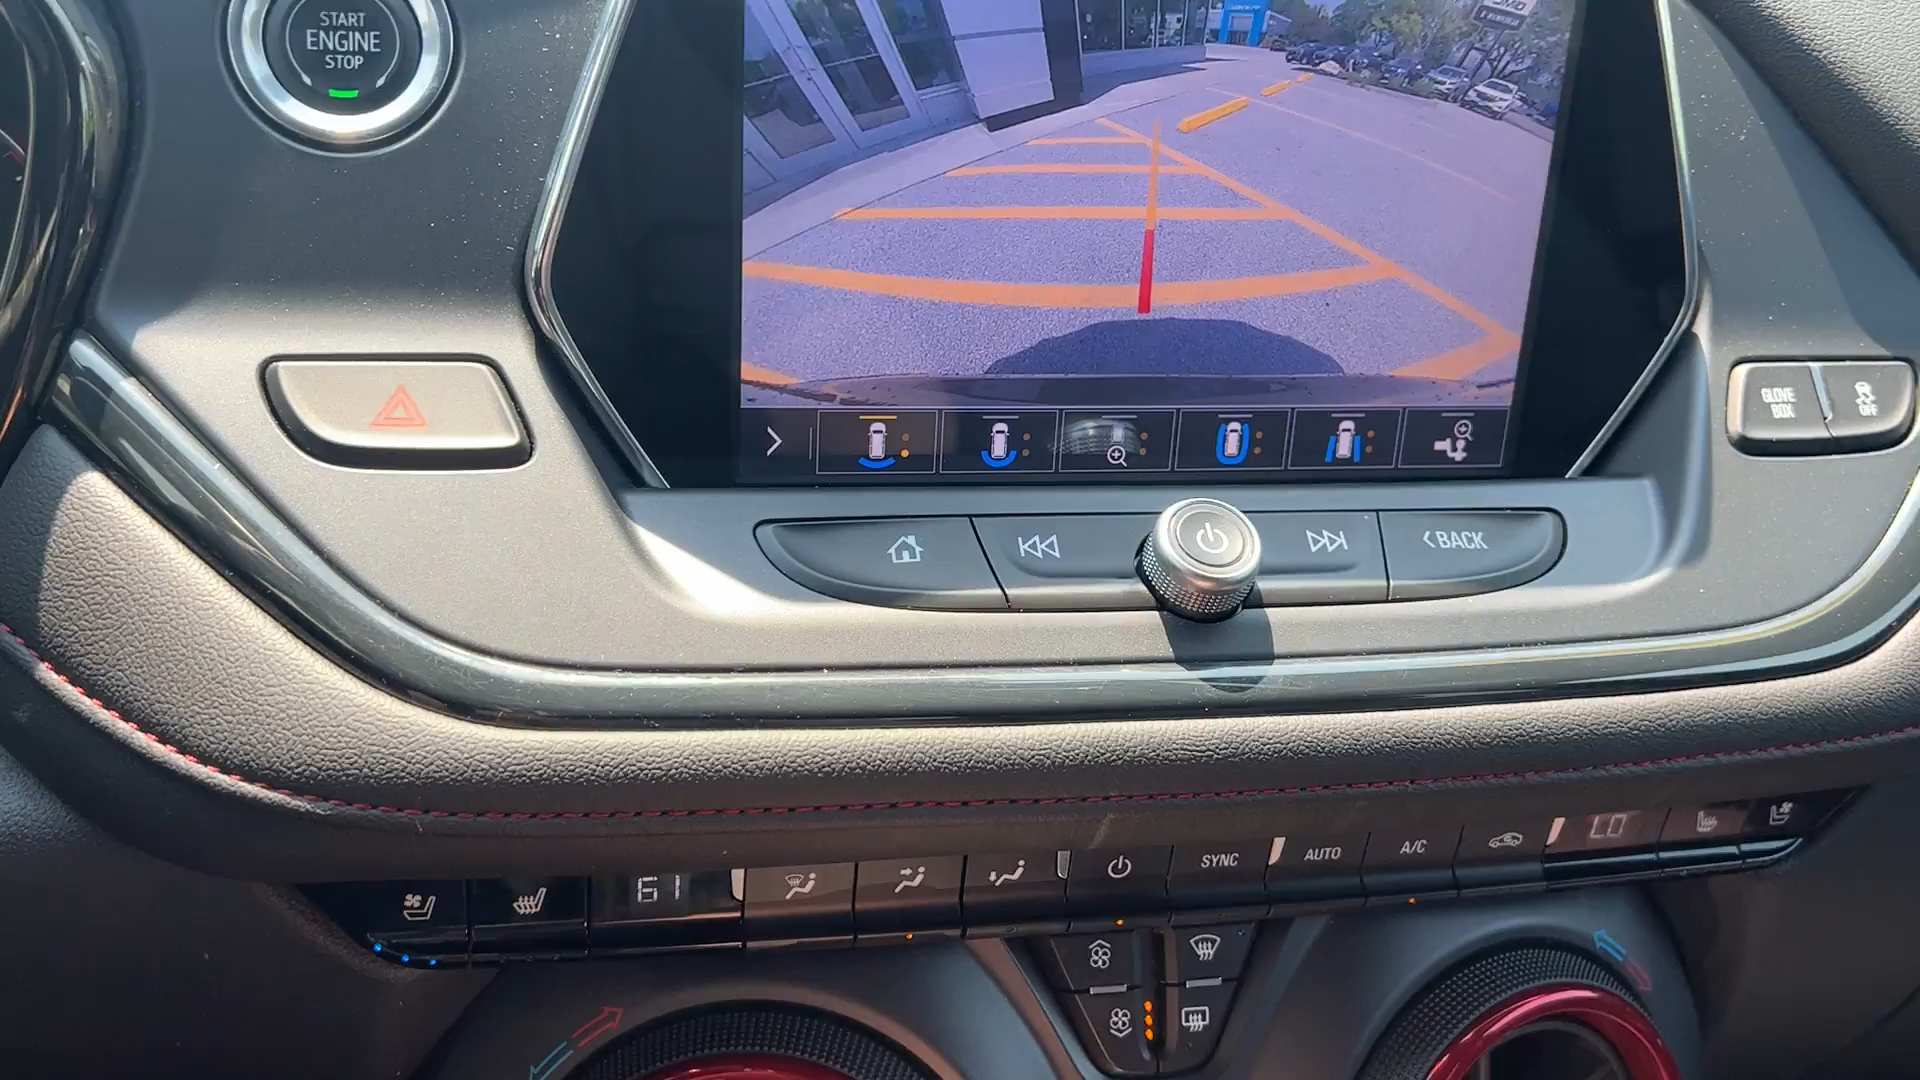 START
ENGINE
STOP
GLOVE
BOX
OFF
<BACK
61
SYNC
AUTO
A/C
LO